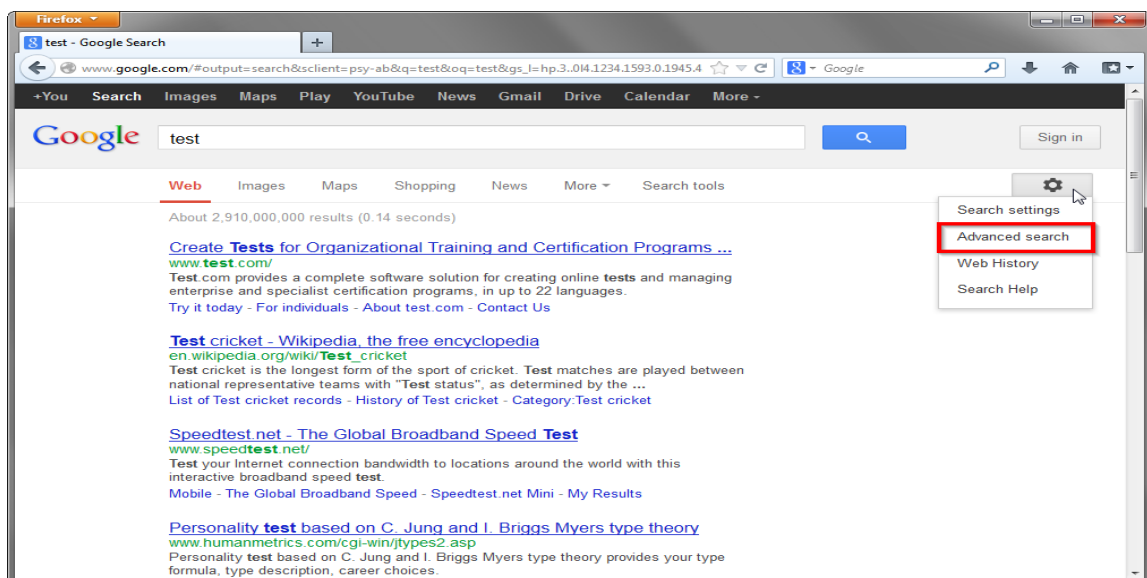 Firefox
test - Google Search
www.google.com/#output=search&sclient=psy-ab&q=test&oq=test&gs_l=hp.3..0l4.1234.1593.0.1945.4
Google
+You Search Images Maps Play YouTube News Gmail Drive Calendar More
Google
test
Sign in
Web Images Maps Shopping News More Search tools
About 2,910,000,000 results (0.14 seconds)
Search settings
Advanced search
Web History
Search Help
Create Tests for Organizational Training and Certification Programs ...
www.test.com/
Test.com provides a complete software solution for creating online tests and managing
enterprise and specialist certification programs, in up to 22 languages.
Try it today - For individuals - About test.com - Contact Us
Test cricket - Wikipedia, the free encyclopedia
en.wikipedia.org/wiki/Test_cricket
Test cricket is the longest form of the sport of cricket. Test matches are played between
national representative teams with "Test status", as determined by the ...
List of Test cricket records - History of Test cricket - Category:Test cricket
Speedtest.net - The Global Broadband Speed Test
www.speedtest.net/
Test your Internet connection bandwidth to locations around the world with this
interactive broadband speed test.
Mobile - The Global Broadband Speed - Speedtest.net Mini - My Results
Personality test based on C. Jung and I. Briggs Myers type theory
www.humanmetrics.com/cgi-win/jtypes2.asp
Personality test based on C. Jung and I. Briggs Myers type theory provides your type
formula, type description, career choices.